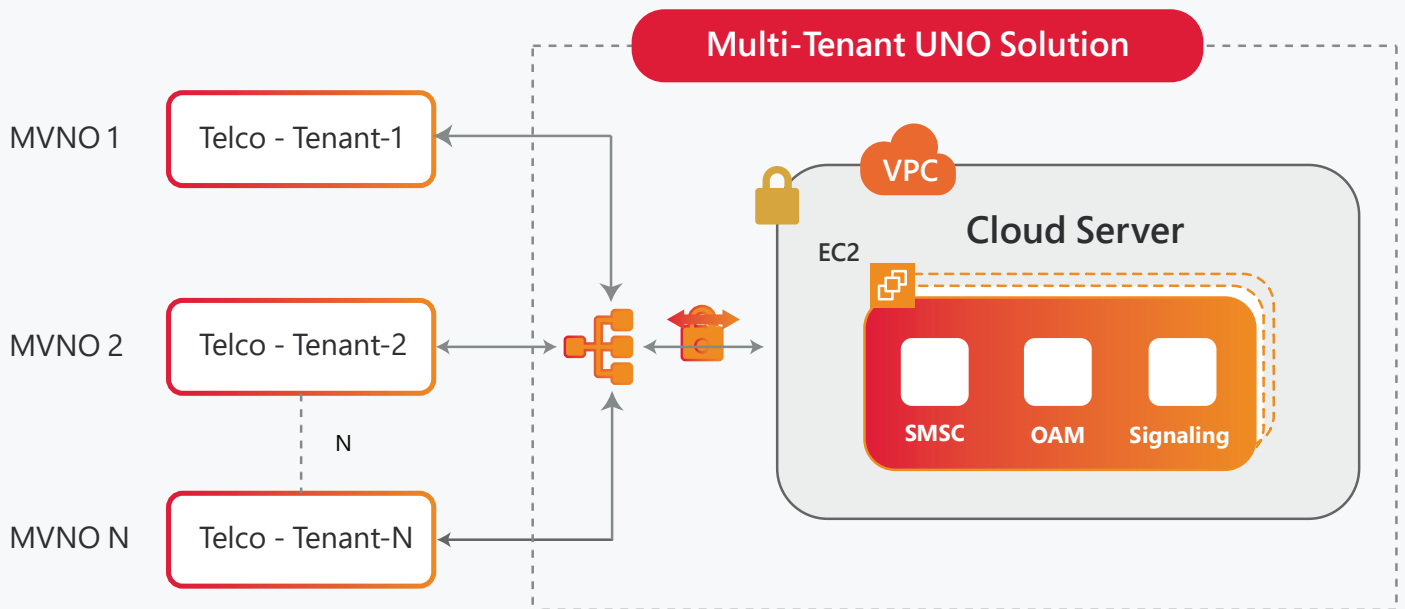 Multi-Tenant UNO Solution
MVNO 1
Telco - Tenant-1
VPC
Cloud Server
EC2
MVNO 2
Telco - Tenant-2
SMSC
OAM
Signaling
N
MVNO N
Telco - Tenant-N